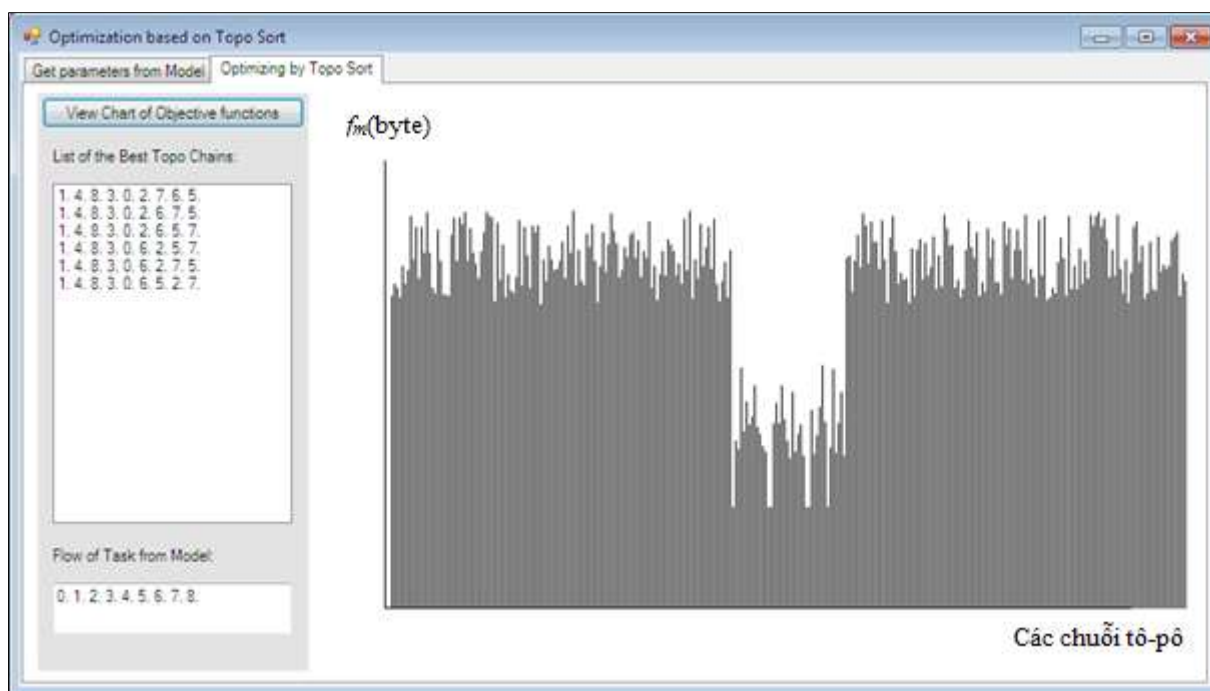 Optimization based on Topo Sort
Get parameters from Model
Optimizing by Topo Sort
View Chart of Objective functions
List of the Best Topo Chains:
1. 4. 8. 3. 0. 2. 7. 6. 5.
1. 4. 8. 3. 0. 2. 6. 7. 5.
1. 4. 8. 3. 0. 2. 6. 5. 7.
1. 4. 8. 3. 0. 6. 2. 5. 7.
1. 4. 8. 3. 0. 6. 2. 7. 5.
1. 4. 8. 3. 0. 6. 5. 2. 7.
Flow of Task from Model:
0. 1. 2. 3. 4. 5. 6. 7. 8.
fm(byte)
Các chuỗi tô-pô